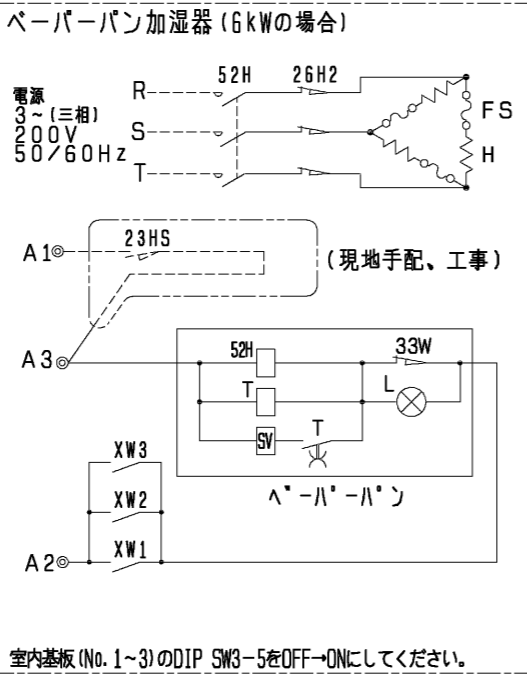 ベーパーパン加湿器(6kWの場合)
52H
26H2
電源
3~(三相)
200V
50/60Hz
R
S
T
FS
H
A1
23HS
(現地手配、工事)
A3
52H
33W
T
L
SV
T
ベーパーパン
XW3
XW2
XW1
A2
室内基板(No.1~3)のDIP SW3-5をOFF→ONにしてください。